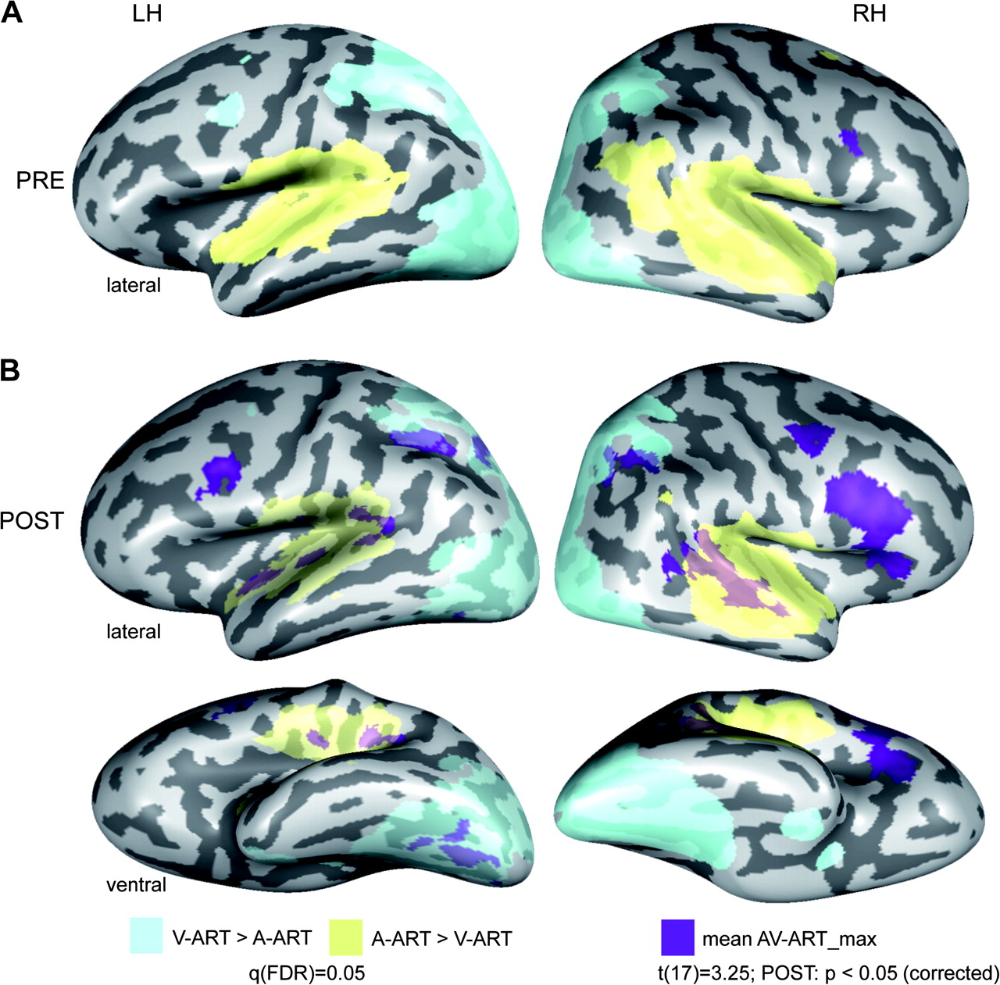 A
LH
RH
PRE
lateral
B
POST
lateral
ventral
V-ART > A-ART
A-ART > V-ART
mean AV-ART_max
q(FDR)=0.05
t(17)=3.25; POST: p < 0.05 (corrected)